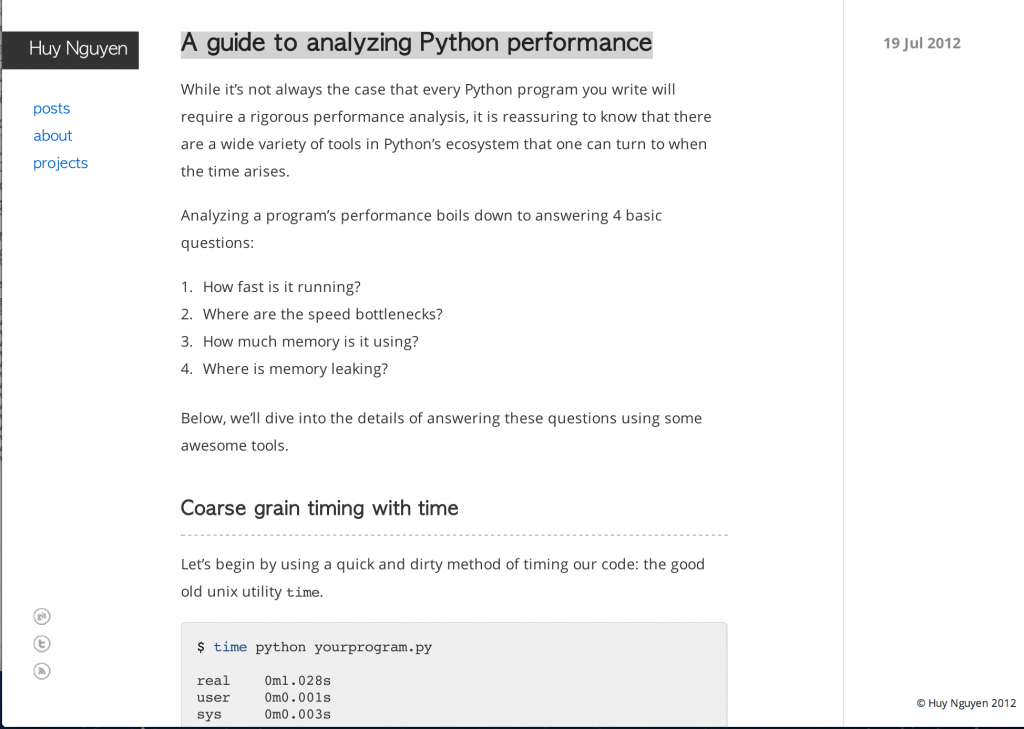 Huy Nguyen
posts
about
projects
A guide to analyzing Python performance
19 Jul 2012
While it's not always the case that every Python program you write will
require a rigorous performance analysis, it is reassuring to know that there
are a wide variety of tools in Python's ecosystem that one can turn to when
the time arises.
Analyzing a program's performance boils down to answering 4 basic
questions:
1. How fast is it running?
2. Where are the speed bottlenecks?
3. How much memory is it using?
4. Where is memory leaking?
Below, we'll dive into the details of answering these questions using some
awesome tools.
Coarse grain timing with time
Let's begin by using a quick and dirty method of timing our code: the good
old unix utility time.
$ time python yourprogram.py
real 0m1.028s
user 0m0.001s
sys 0m0.003s
git
t
© Huy Nguyen 2012